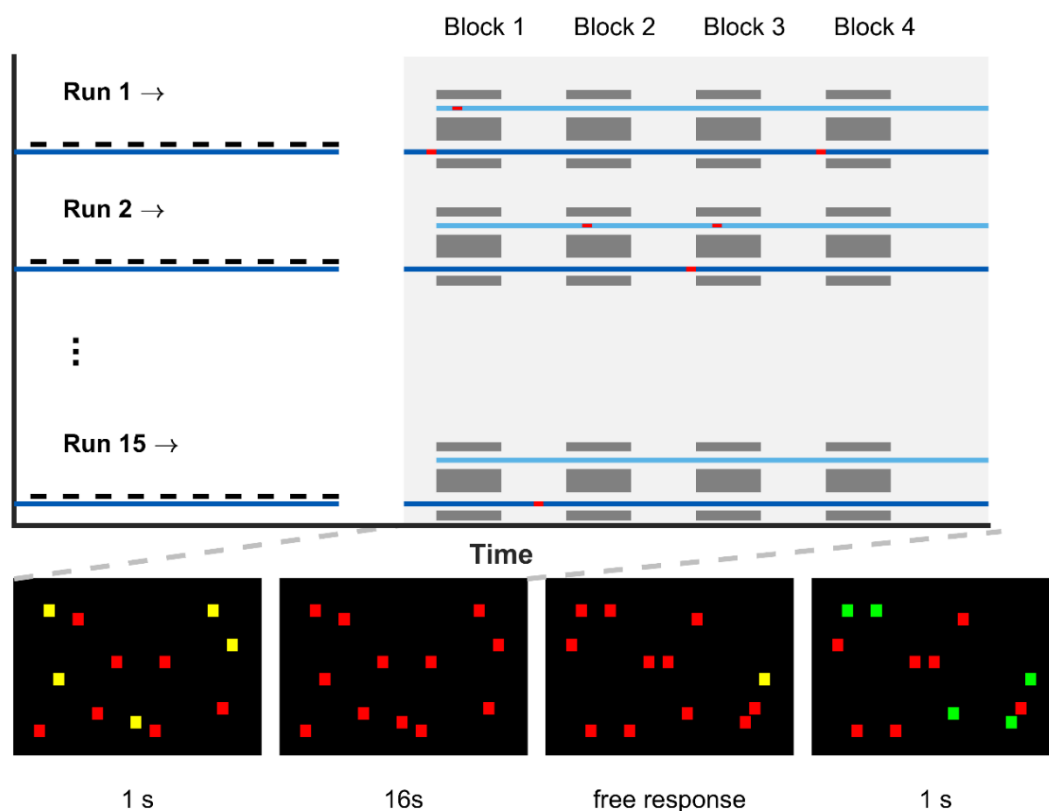 Block 1 Block 2 Block 3 Block 4
Run 1 →
Run 2 →
⋮
Run 15 →
Time
1 s 16s free response 1 s